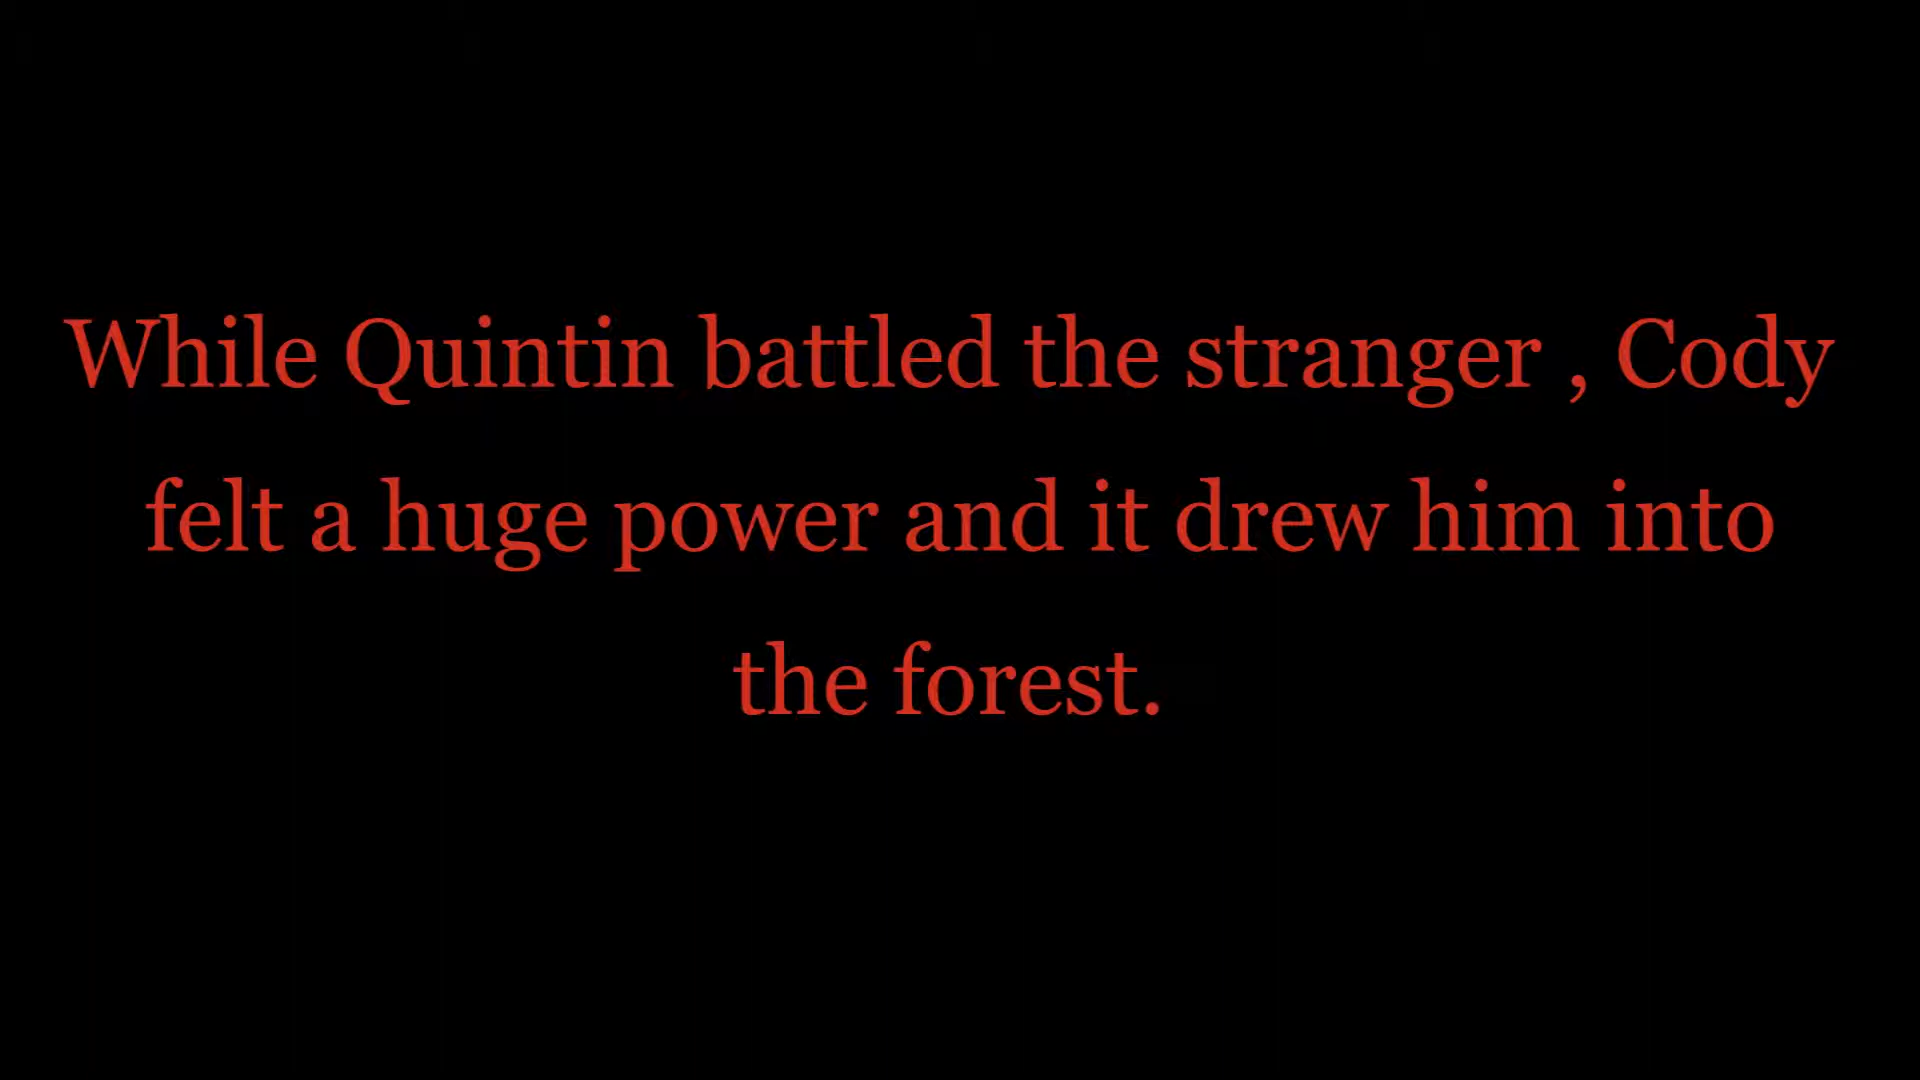 While Quintin battled the stranger , Cody
felt a huge power and it drew him into
the forest.